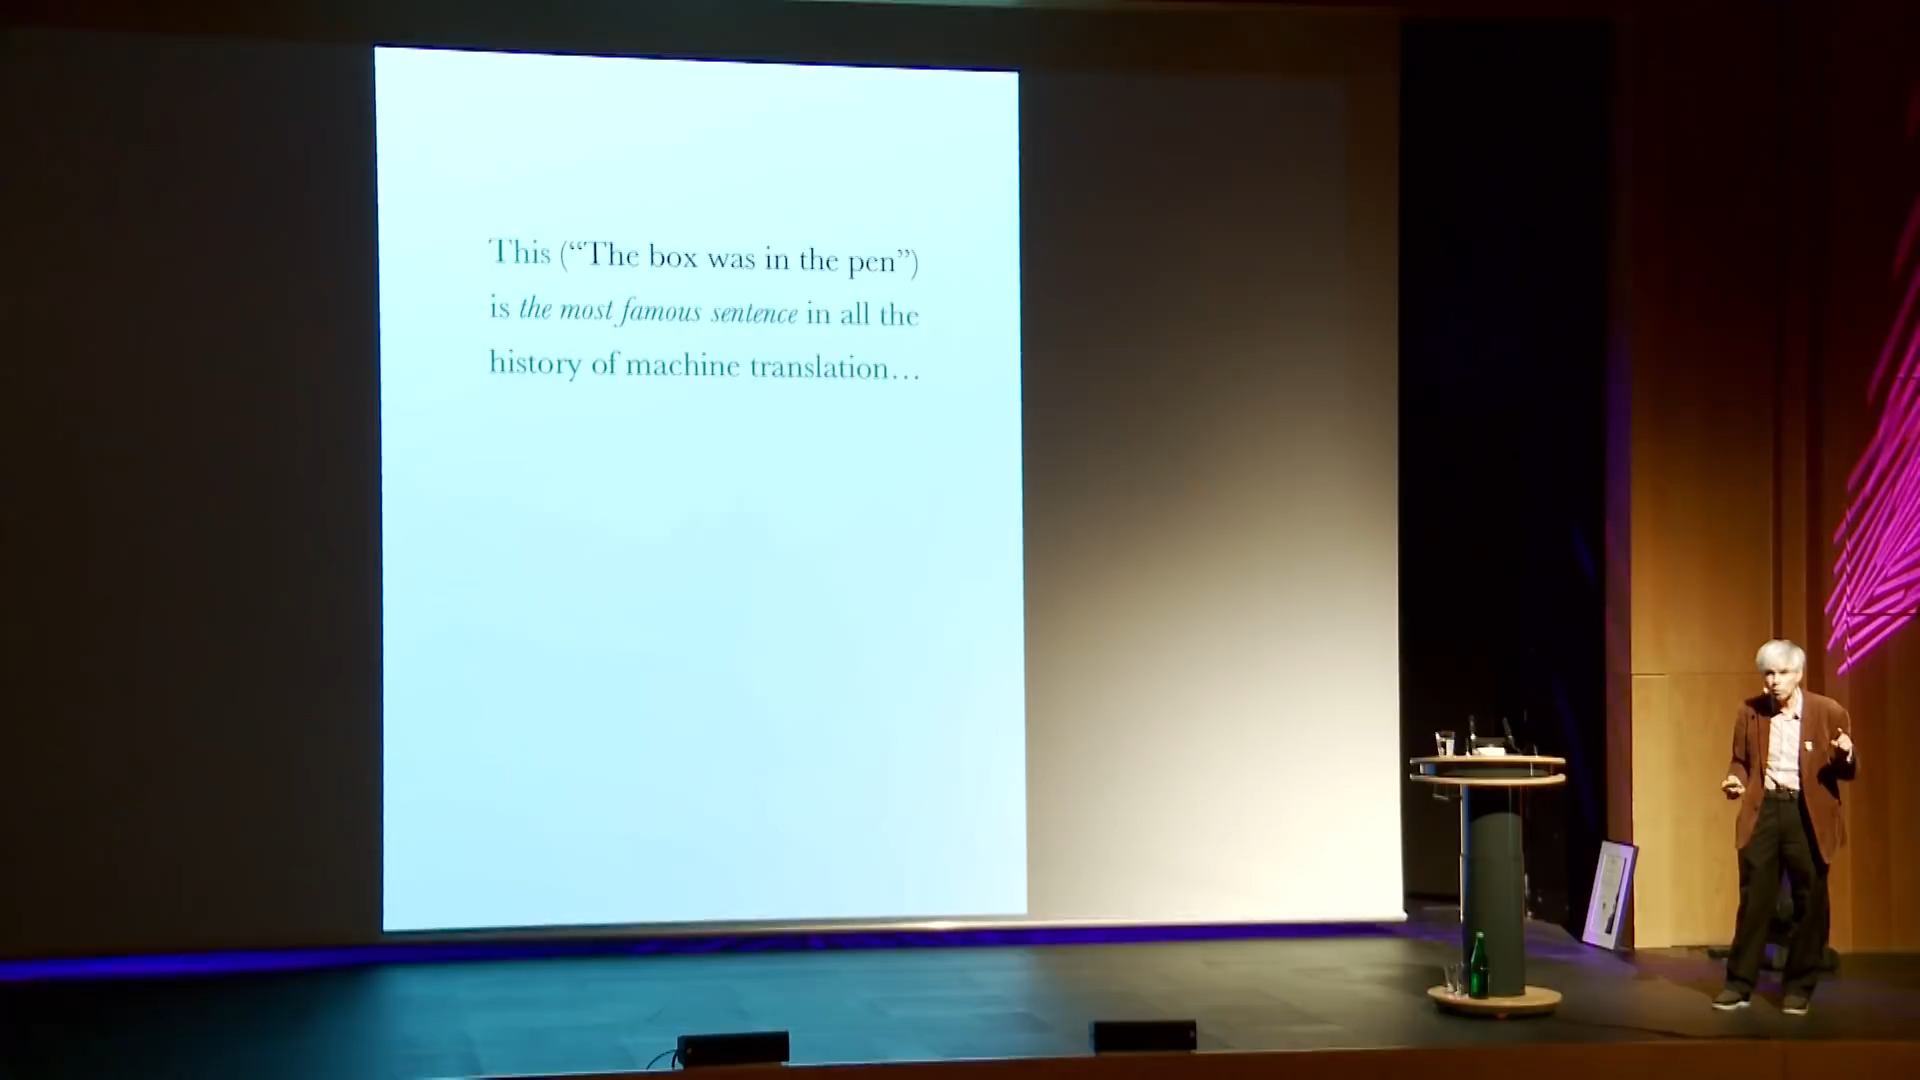 This (“The box was in the pen”)
is the most famous sentence in all the
history of machine translation…